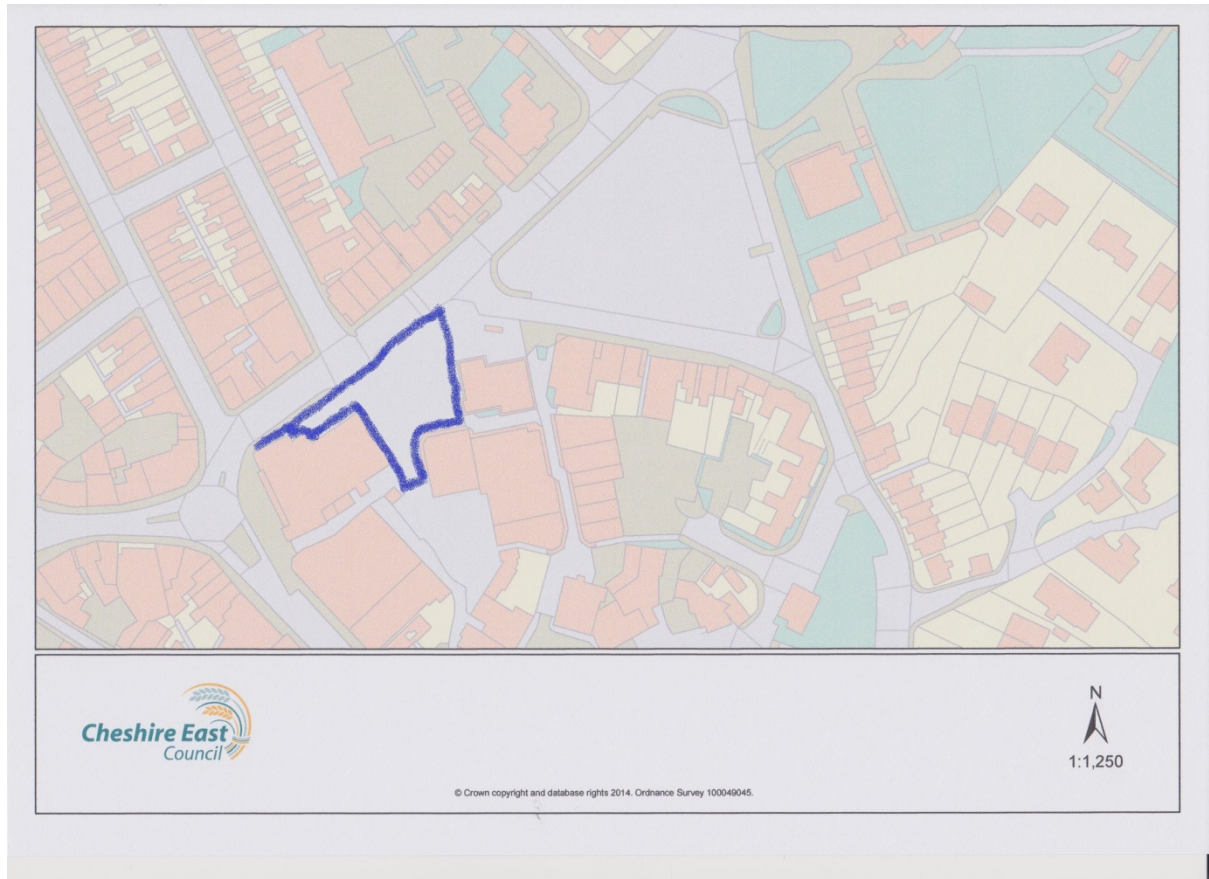 Cheshire East
Council
N
1:1,250
© Crown copyright and database rights 2014. Ordnance Survey 100049045.